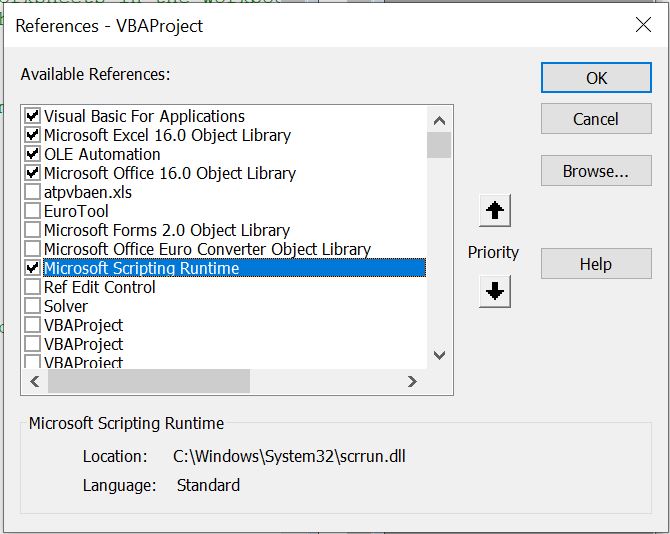 References - VBAProject
Available References:
Visual Basic For Applications
Microsoft Excel 16.0 Object Library
OLE Automation
Microsoft Office 16.0 Object Library
atpvbaen.xls
EuroTool
Microsoft Forms 2.0 Object Library
Microsoft Office Euro Converter Object Library
Microsoft Scripting Runtime
Ref Edit Control
Solver
VBAProject
VBAProject
VBAProject
OK
Cancel
Browse...
Priority
Help
Microsoft Scripting Runtime
Location: C:\Windows\System32\scrrun.dll
Language: Standard